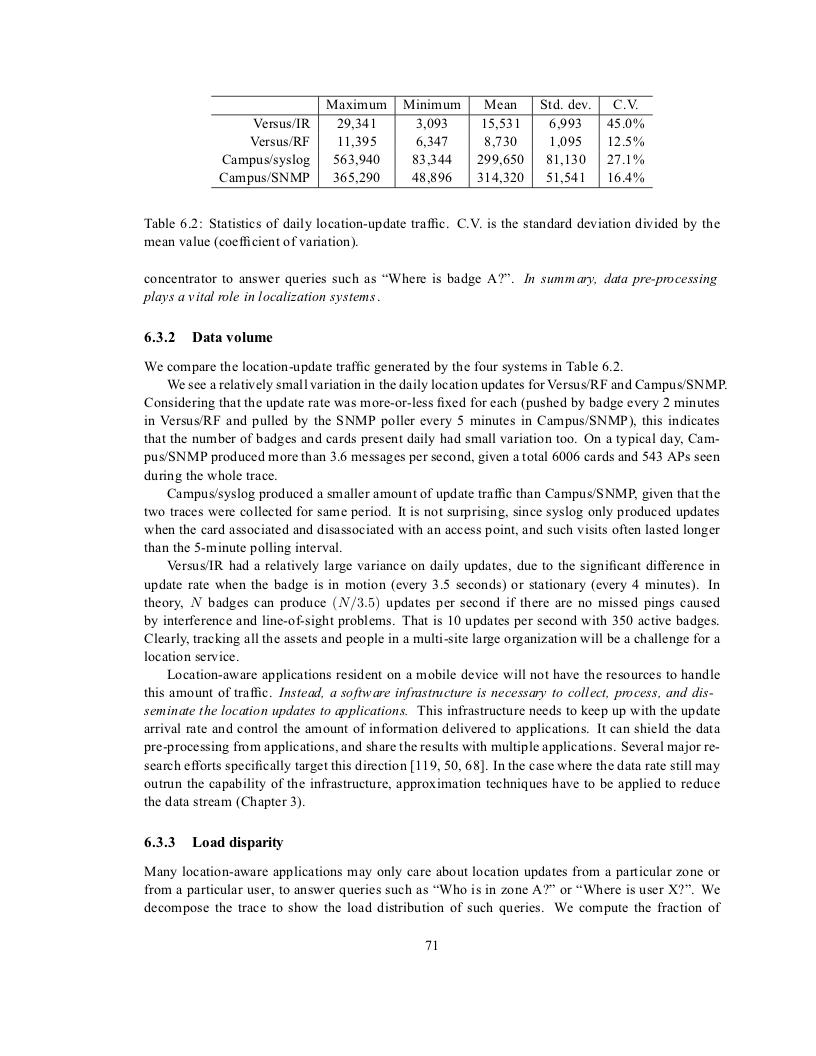 Maximum Minimum Mean Std. dev. C.V.
Versus/IR 29,341 3,093 15,531 6,993 45.0%
Versus/RF 11,395 6,347 8,730 1,095 12.5%
Campus/syslog 563,940 83,344 299,650 81,130 27.1%
Campus/SNMP 365,290 48,896 314,320 51,541 16.4%
Table 6.2: Statistics of daily location-update traffic. C.V. is the standard deviation divided by the
mean value (coefficient of variation).
concentrator to answer queries such as “Where is badge A?”. In summary, data pre-processing
plays a vital role in localization systems.
6.3.2 Data volume
We compare the location-update traffic generated by the four systems in Table 6.2.
We see a relatively small variation in the daily location updates for Versus/RF and Campus/SNMP.
Considering that the update rate was more-or-less fixed for each (pushed by badge every 2 minutes
in Versus/RF and pulled by the SNMP poller every 5 minutes in Campus/SNMP), this indicates
that the number of badges and cards present daily had small variation too. On a typical day, Cam-
pus/SNMP produced more than 3.6 messages per second, given a total 6006 cards and 543 APs seen
during the whole trace.
Campus/syslog produced a smaller amount of update traffic than Campus/SNMP, given that the
two traces were collected for same period. It is not surprising, since syslog only produced updates
when the card associated and disassociated with an access point, and such visits often lasted longer
than the 5-minute polling interval.
Versus/IR had a relatively large variance on daily updates, due to the significant difference in
update rate when the badge is in motion (every 3.5 seconds) or stationary (every 4 minutes). In
theory, N badges can produce (N/3.5) updates per second if there are no missed pings caused
by interference and line-of-sight problems. That is 10 updates per second with 350 active badges.
Clearly, tracking all the assets and people in a multi-site large organization will be a challenge for a
location service.
Location-aware applications resident on a mobile device will not have the resources to handle
this amount of traffic. Instead, a software infrastructure is necessary to collect, process, and dis-
seminate the location updates to applications. This infrastructure needs to keep up with the update
arrival rate and control the amount of information delivered to applications. It can shield the data
pre-processing from applications, and share the results with multiple applications. Several major re-
search efforts specifically target this direction [119, 50, 68]. In the case where the data rate still may
outrun the capability of the infrastructure, approximation techniques have to be applied to reduce
the data stream (Chapter 3).
6.3.3 Load disparity
Many location-aware applications may only care about location updates from a particular zone or
from a particular user, to answer queries such as “Who is in zone A?” or “Where is user X?”. We
decompose the trace to show the load distribution of such queries. We compute the fraction of
71